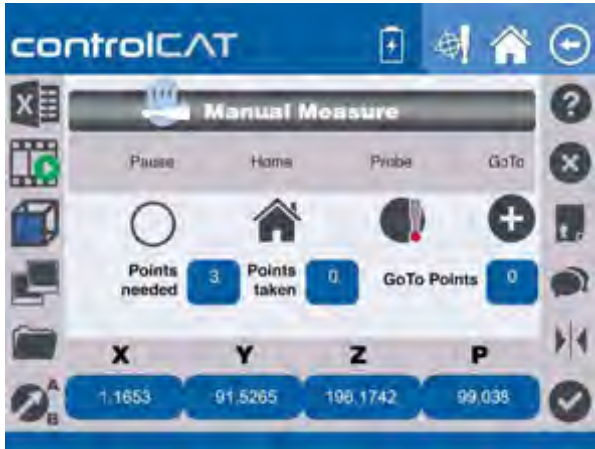 controlCAT
Manual Measure
Pause Home Probe GoTo
Points needed 3 Points taken 0 GoTo Points 0
X Y Z P
1.1653 91.5265 196.1742 99.038
A
B